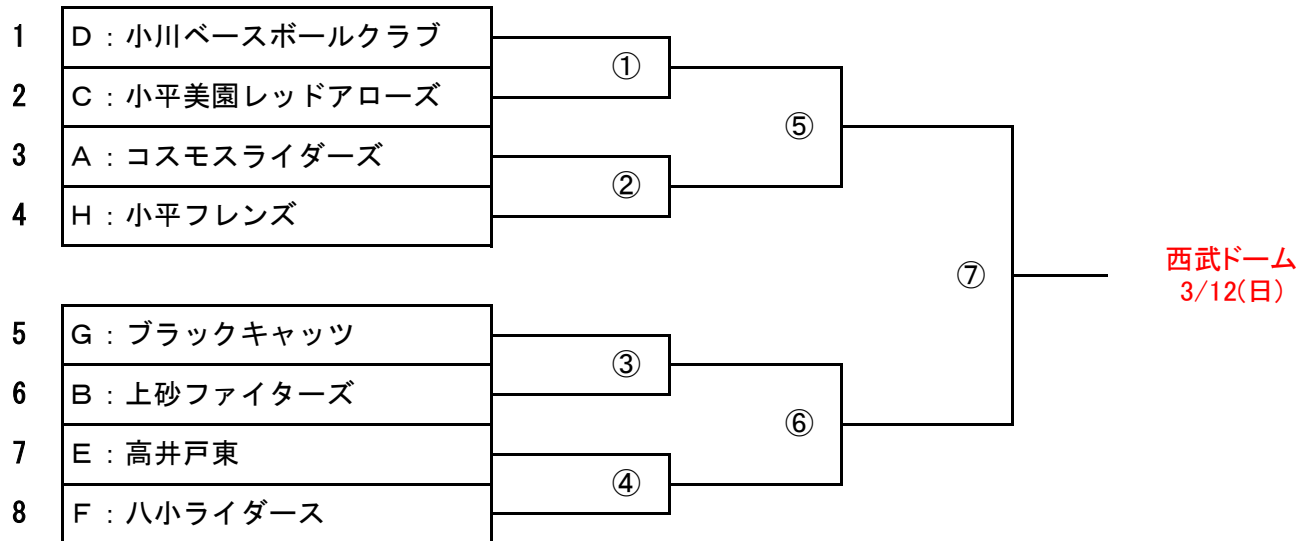 1 D：小川ベースボールクラブ
①
2 C：小平美園レッドアローズ
⑤
3 A：コスモスライダーズ
②
4 H：小平フレンズ
⑦
西武ドーム
3/12(日)
5 G：ブラックキャッツ
③
6 B：上砂ファイターズ
⑥
7 E：高井戸東
④
8 F：八小ライダース